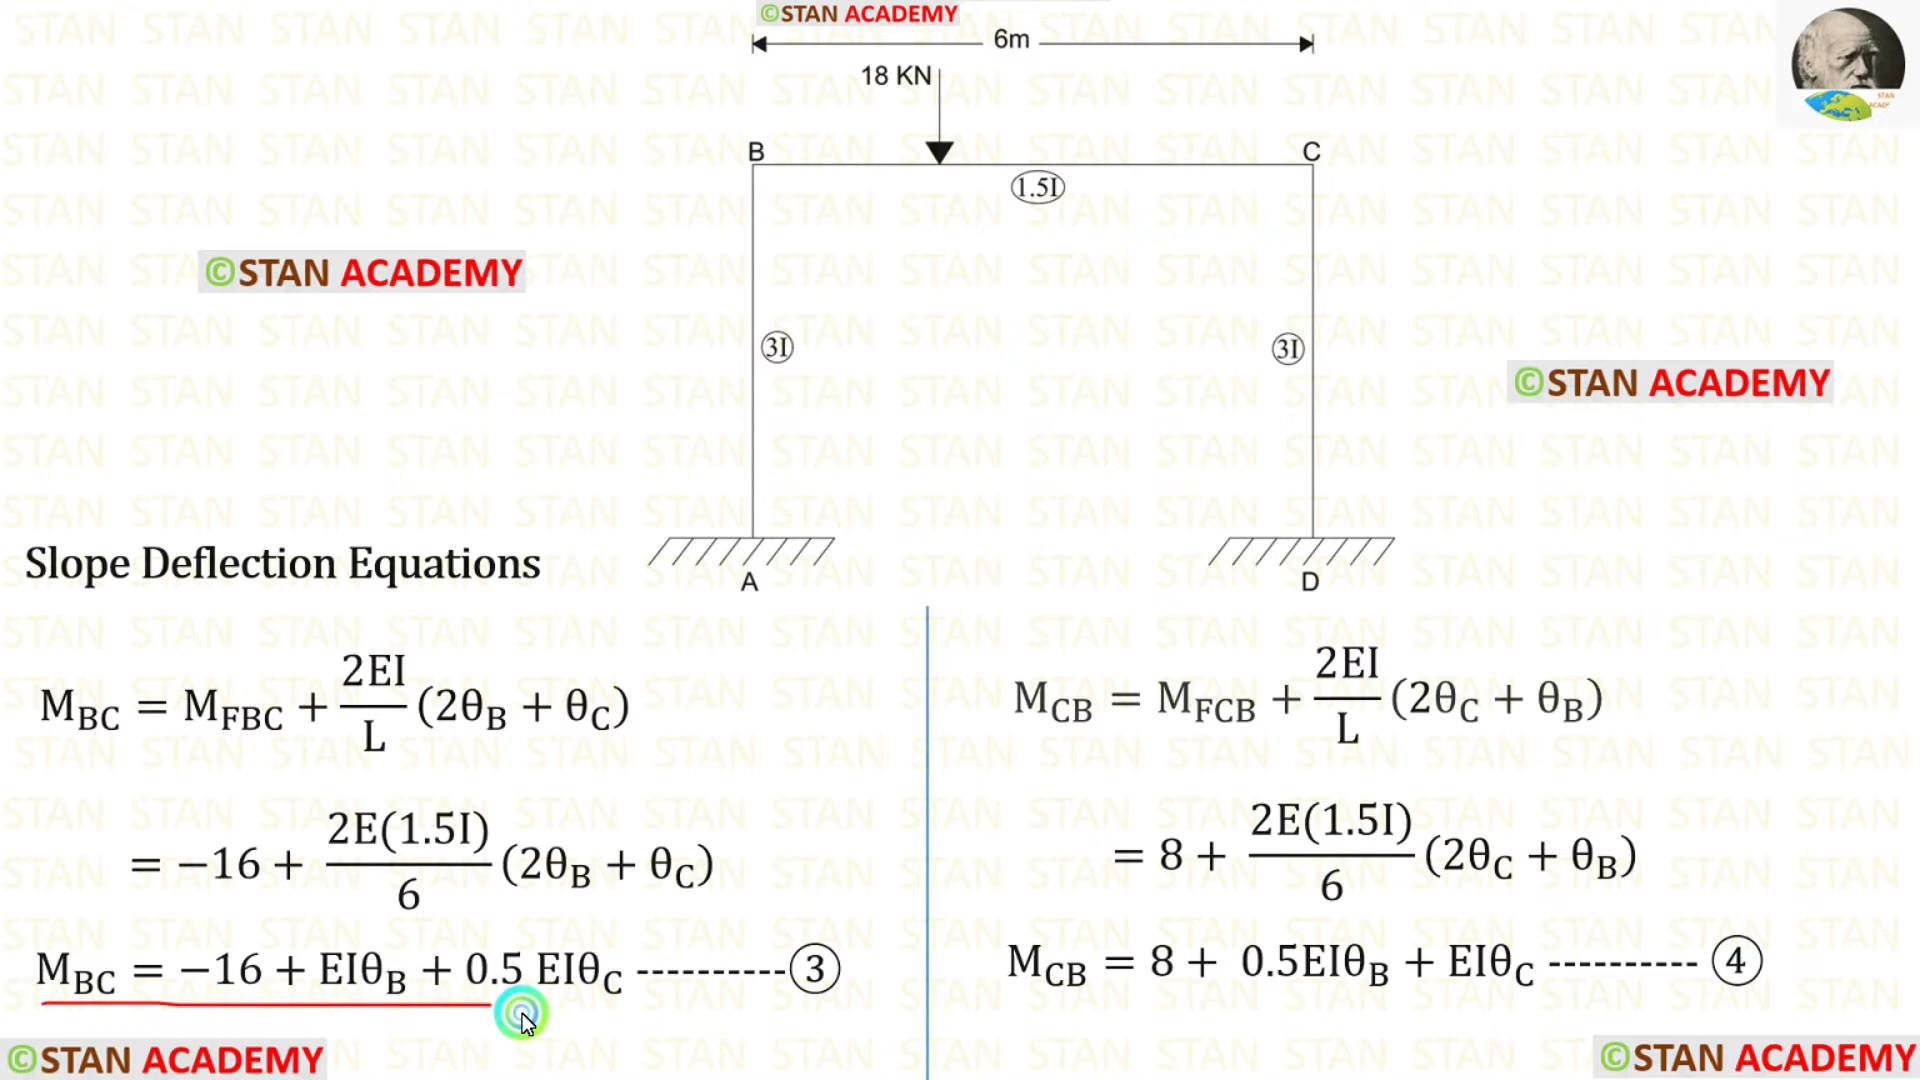 ©STAN ACADEMY
6m
18 KN
B
C
1.5I
©STAN ACADEMY
3I
3I
©STAN ACADEMY
A
D
Slope Deflection Equations
M_BC = M_FBC + 2EI/L (2θ_B + θ_C)
= −16 + 2E(1.5I)/6 (2θ_B + θ_C)
M_BC = −16 + EIθ_B + 0.5 EIθ_C ----------③
M_CB = M_FCB + 2EI/L (2θ_C + θ_B)
= 8 + 2E(1.5I)/6 (2θ_C + θ_B)
M_CB = 8 + 0.5EIθ_B + EIθ_C ---------- ④
©STAN ACADEMY
©STAN ACADEMY